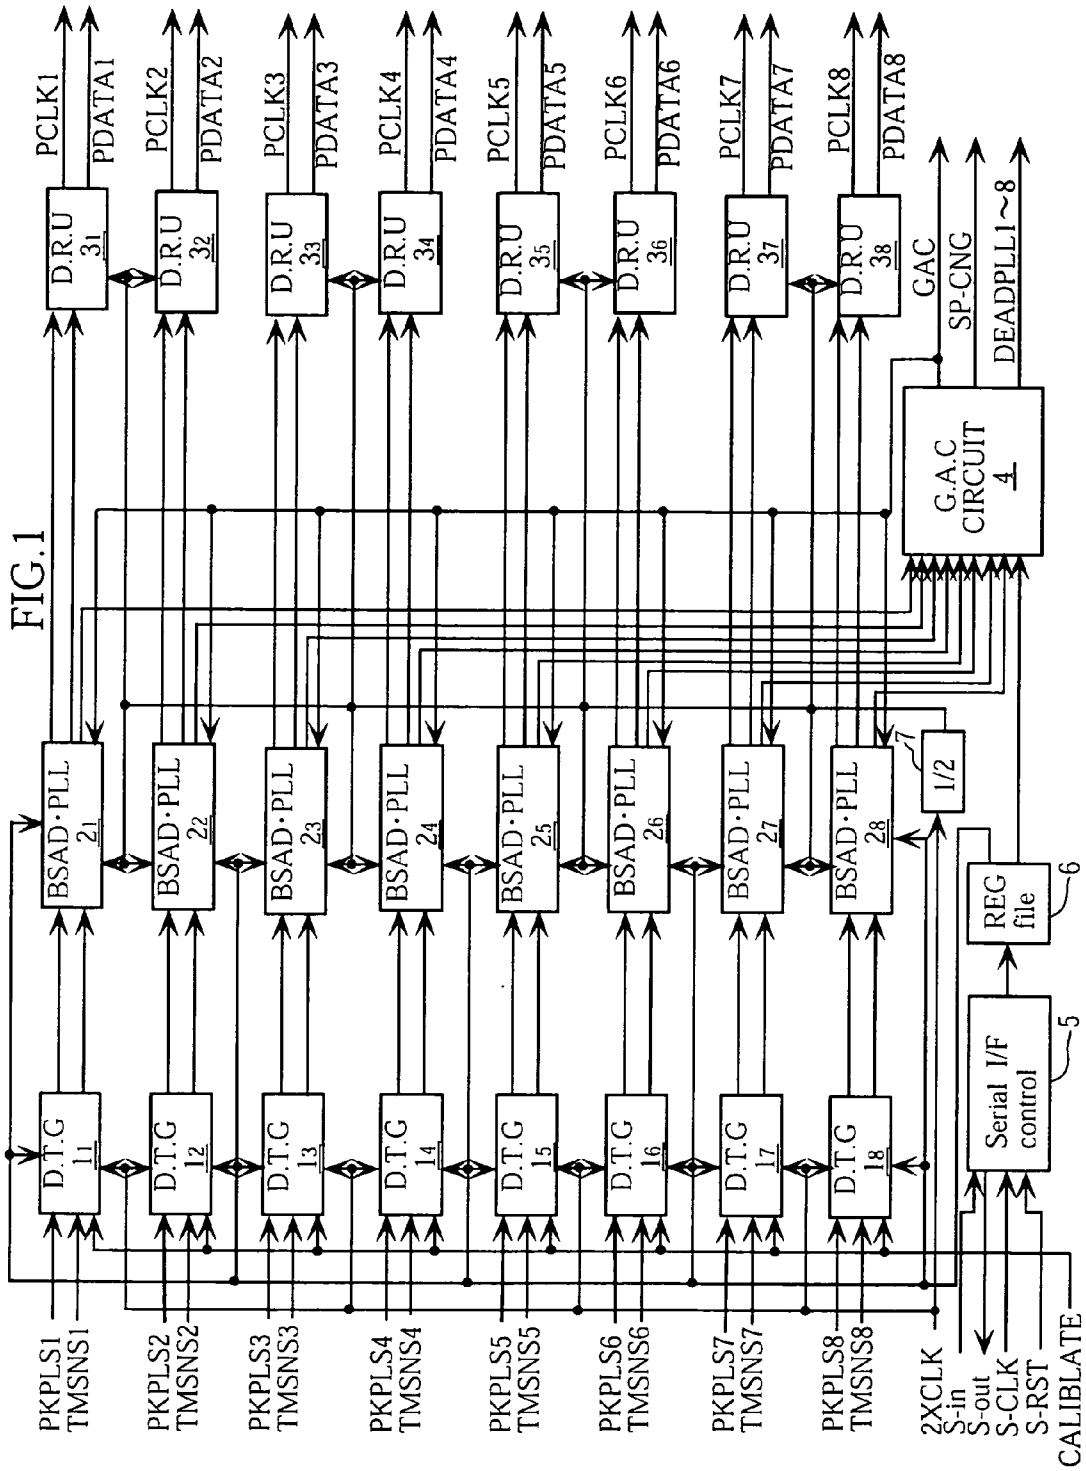 FIG.1
PKPLS1
TMSNS1
D.T.G
11
BSAD·PLL
21
D.R.U
31
PCLK1
PDATA1
PKPLS2
TMSNS2
D.T.G
12
BSAD·PLL
22
D.R.U
32
PCLK2
PDATA2
PKPLS3
TMSNS3
D.T.G
13
BSAD·PLL
23
D.R.U
33
PCLK3
PDATA3
PKPLS4
TMSNS4
D.T.G
14
BSAD·PLL
24
D.R.U
34
PCLK4
PDATA4
PKPLS5
TMSNS5
D.T.G
15
BSAD·PLL
25
D.R.U
35
PCLK5
PDATA5
PKPLS6
TMSNS6
D.T.G
16
BSAD·PLL
26
D.R.U
36
PCLK6
PDATA6
PKPLS7
TMSNS7
D.T.G
17
BSAD·PLL
27
D.R.U
37
PCLK7
PDATA7
PKPLS8
TMSNS8
D.T.G
18
BSAD·PLL
28
D.R.U
38
PCLK8
PDATA8
2XCLK
S-in
S-out
S-CLK
S-RST
CALIBLATE
Serial I/F
control
5
REG
file
6
1/2
7
G.A.C
CIRCUIT
4
GAC
SP-CNG
DEADPLL1～8